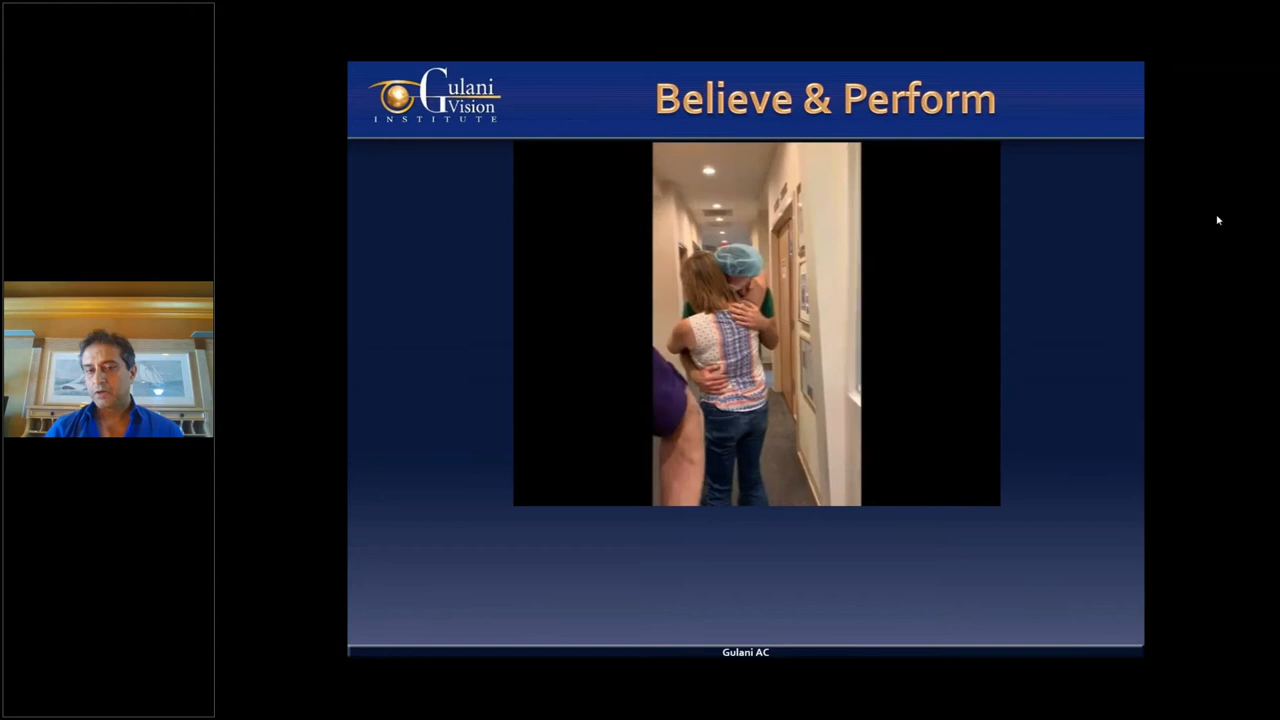 Gulani
Vision
INSTITUTE
Believe & Perform
Gulani AC